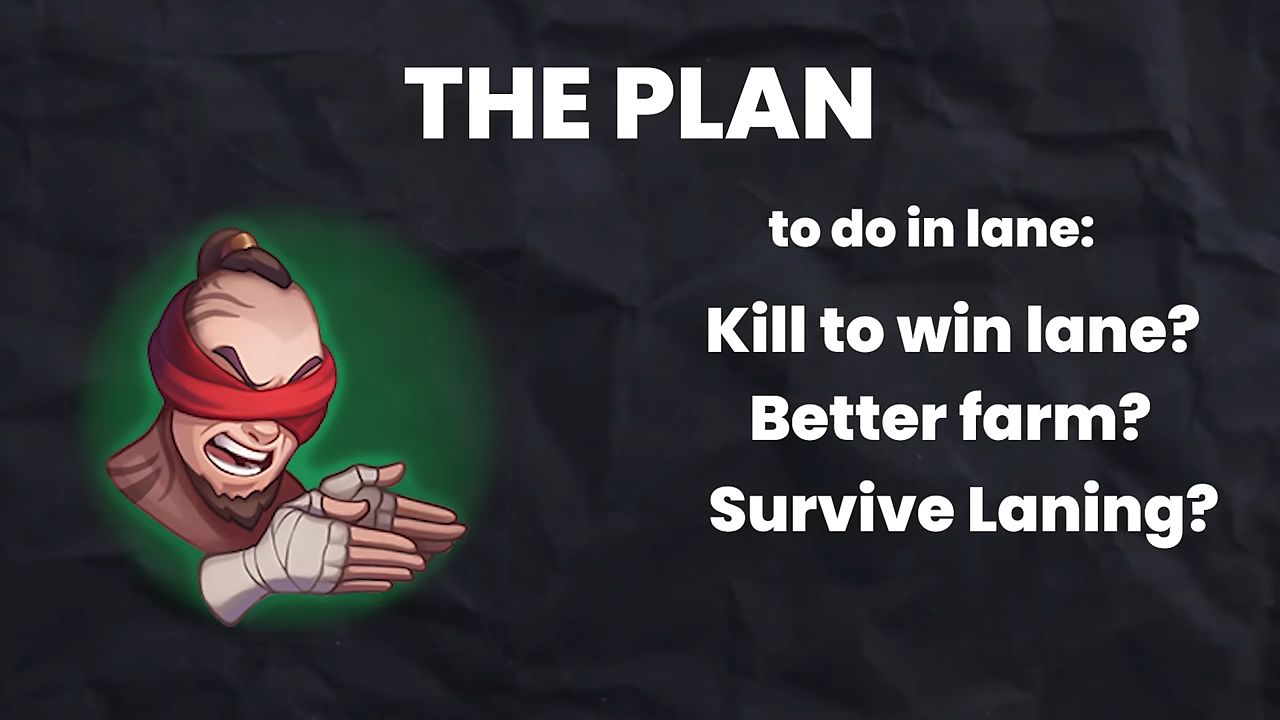 THE PLAN
to do in lane:
Kill to win lane?
Better farm?
Survive Laning?